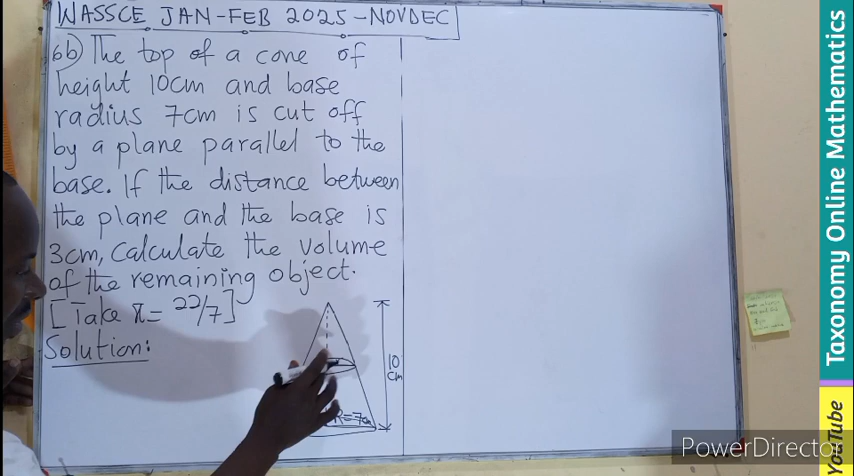 WASSCE JAN-FEB 2025-NOVDEC
6b) The top of a cone of
height 10cm and base
radius 7cm is cut off
by a plane parallel to the
base. If the distance between
the plane and the base is
3cm, calculate the volume
of the remaining object.
[Take π = 22/7]
Solution:
10
cm
R=7cm
Taxonomy Online Mathematics
YouTube
PowerDirector